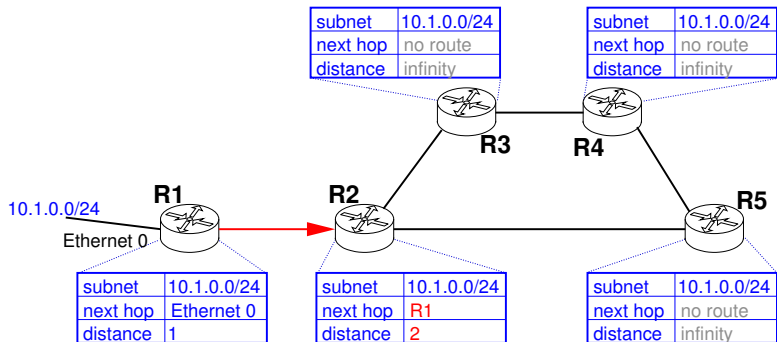 subnet 10.1.0.0/24
next hop no route
distance infinity
subnet 10.1.0.0/24
next hop no route
distance infinity
R3
R4
R1
R2
R5
10.1.0.0/24
Ethernet 0
subnet 10.1.0.0/24
next hop Ethernet 0
distance 1
subnet 10.1.0.0/24
next hop R1
distance 2
subnet 10.1.0.0/24
next hop no route
distance infinity